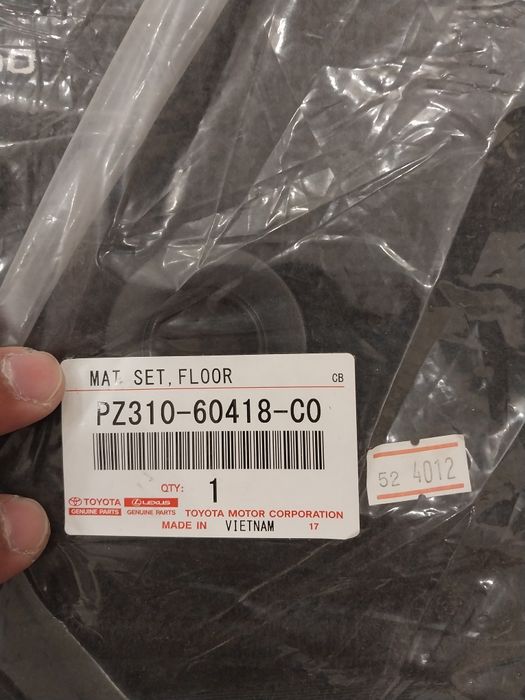 MAT SET, FLOOR CB
PZ310-60418-CO
QTY: 1
TOYOTA LEXUS
GENUINE PARTS GENUINE PARTS TOYOTA MOTOR CORPORATION
MADE IN VIETNAM 17
52 4012